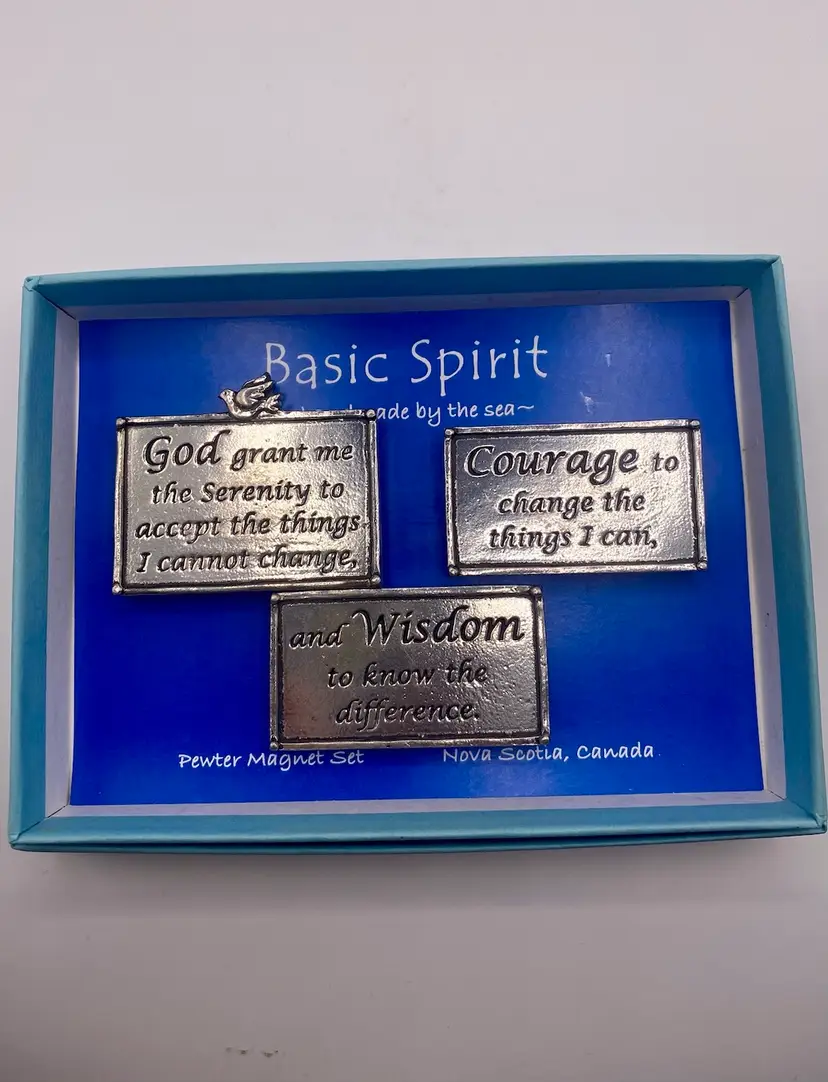 Basic Spirit
by the sea~
God grant me
the Serenity to
accept the things
I cannot change,
Courage to
change the
things I can,
and Wisdom
to know the
difference.
Pewter Magnet Set
Nova Scotia, Canada